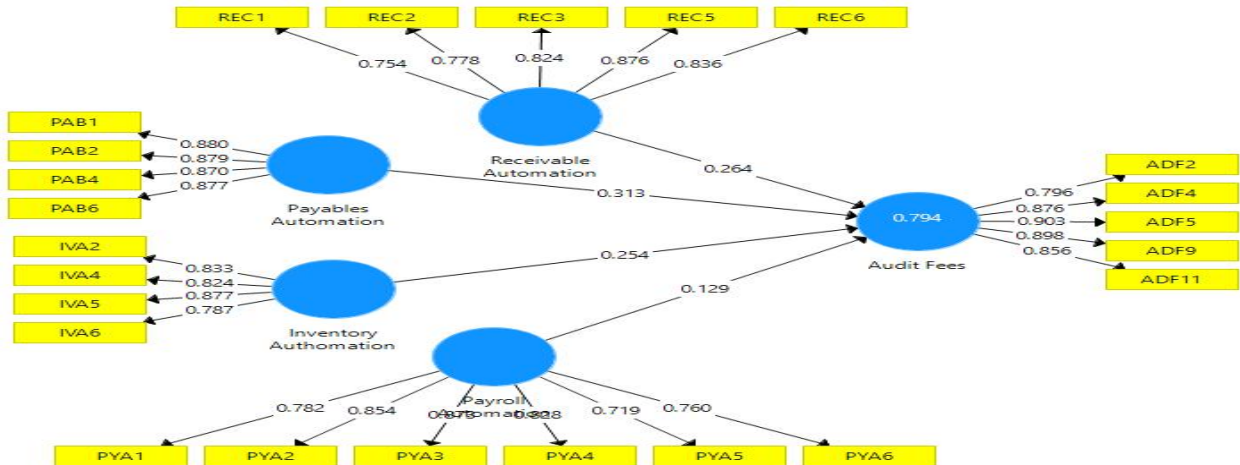 REC1 REC2 REC3 REC5 REC6
0.754 0.778 0.824 0.876 0.836
Receivable
Automation
PAB1
PAB2
PAB4
PAB6
0.880
0.879
0.870
0.877
Payables
Automation
IVA2
IVA4
IVA5
IVA6
0.833
0.824
0.877
0.787
Inventory
Authomation
0.264
0.313
0.254
0.129
0.794
Audit Fees
0.796
0.876
0.903
0.898
0.856
ADF2
ADF4
ADF5
ADF9
ADF11
Payroll
Automation
0.782 0.854 0.719 0.760
PYA1 PYA2 PYA3 PYA4 PYA5 PYA6